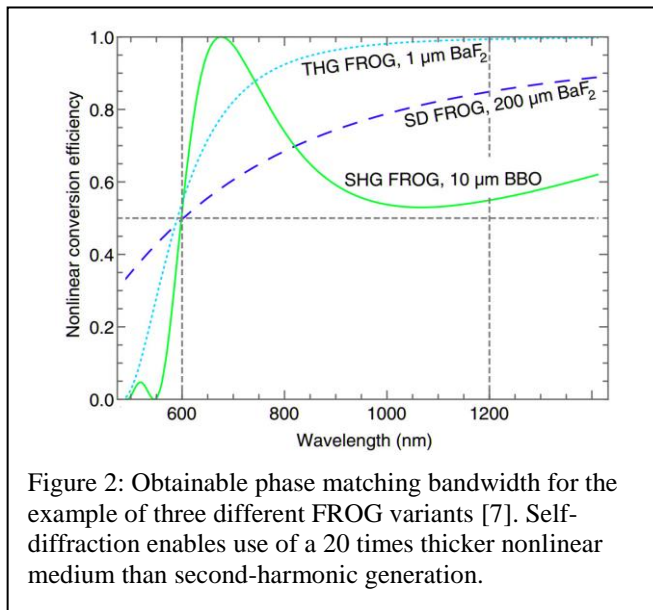 1.0
THG FROG, 1 µm BaF2
0.8
SD FROG, 200 µm BaF2
0.6
SHG FROG, 10 µm BBO
0.4
0.2
0.0
Nonlinear conversion efficiency
600
800
1000
1200
Wavelength (nm)
Figure 2: Obtainable phase matching bandwidth for the
example of three different FROG variants [7]. Self-
diffraction enables use of a 20 times thicker nonlinear
medium than second-harmonic generation.